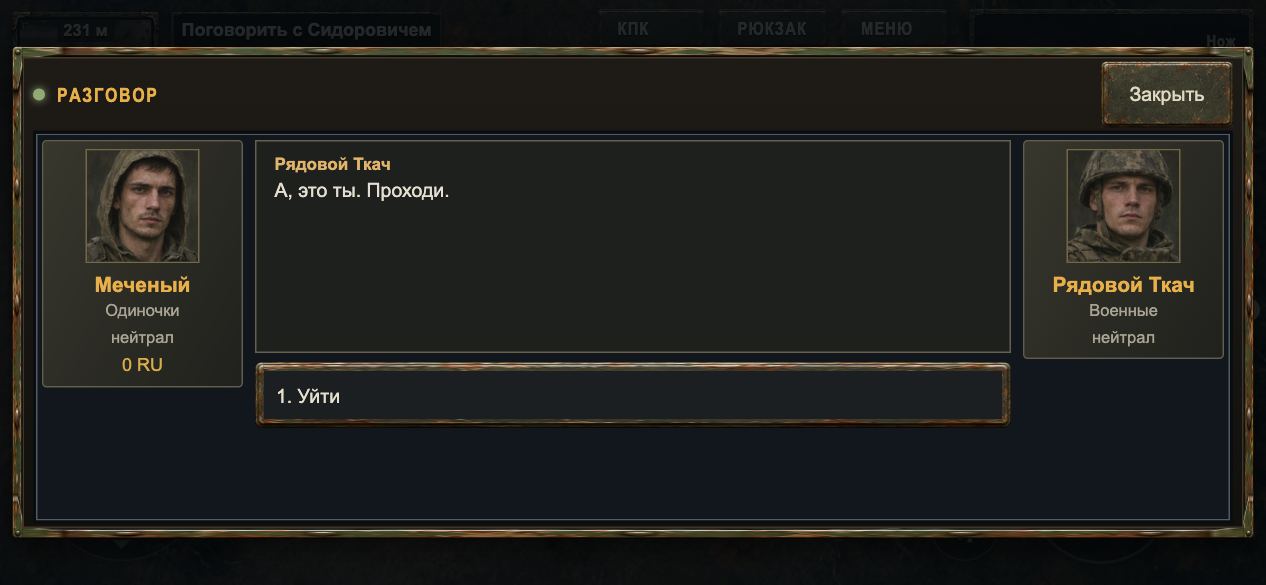 231 м
Поговорить с Сидоровичем
КПК
РЮКЗАК
МЕНЮ
Нож
РАЗГОВОР
Закрыть
Рядовой Ткач
А, это ты. Проходи.
Меченый
Одиночки
нейтрал
0 RU
Рядовой Ткач
Военные
нейтрал
1. Уйти